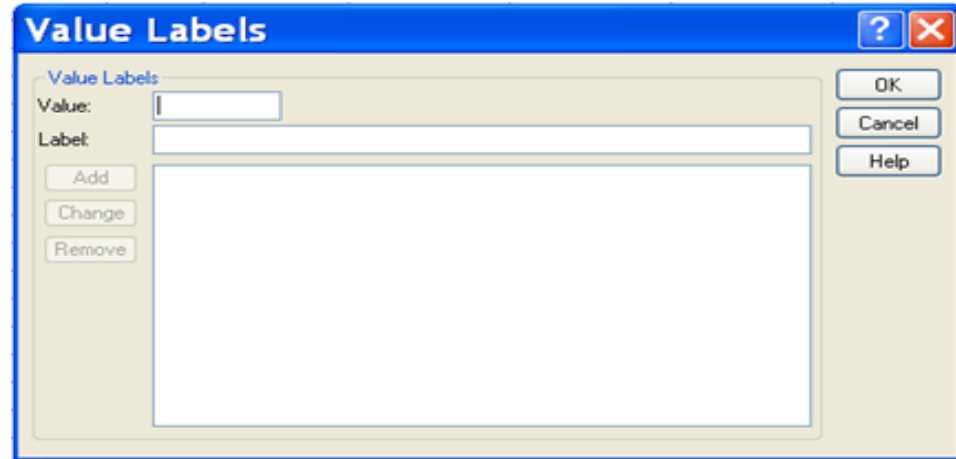 Value Labels
?
Value Labels
Value:
Label:
OK
Cancel
Help
Add
Change
Remove